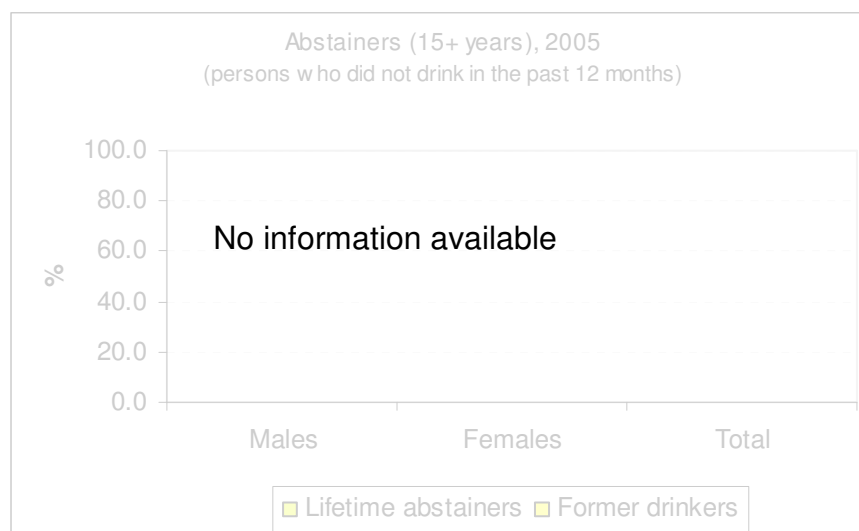 Abstainers (15+ years), 2005
(persons who did not drink in the past 12 months)
100.0
80.0
No information available
60.0
%
40.0
20.0
0.0
Males Females Total
Lifetime abstainers Former drinkers